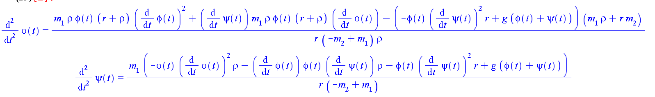 d²/dt² υ(t) = (m₁ ρ ϕ(t) (r + ρ) (d/dt ϕ(t))² + (d/dt ψ(t)) m₁ ρ ϕ(t) (r + ρ) (d/dt υ(t)) − (−ϕ(t) (d/dt ψ(t))² r + g (ϕ(t) + ψ(t))) (m₁ ρ + r m₂)) / (r (−m₂ + m₁) ρ)
d²/dt² ψ(t) = m₁ (−υ(t) (d/dt υ(t))² ρ − (d/dt υ(t)) ϕ(t) (d/dt ψ(t)) ρ − ϕ(t) (d/dt ψ(t))² r + g (ϕ(t) + ψ(t))) / (r (−m₂ + m₁))